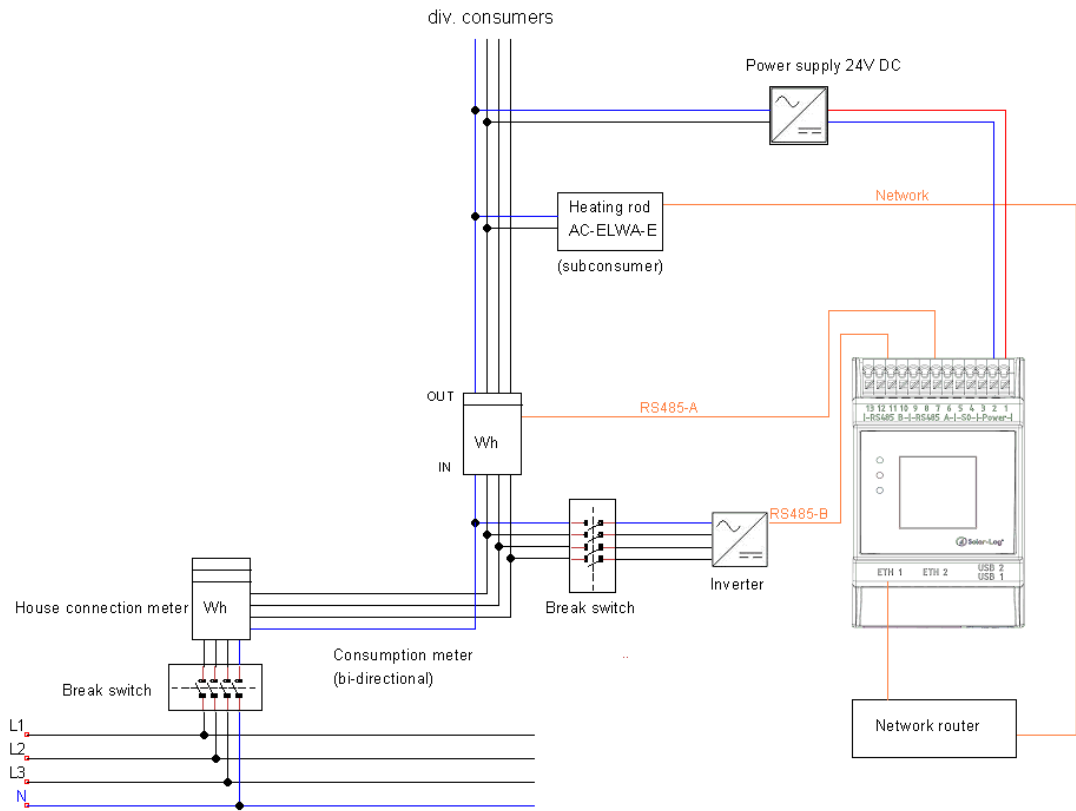 div. consumers
Power supply 24V DC
Network
Heating rod
AC-ELWA-E
(subconsumer)
OUT
RS485-A
13 12 11 10 9 8 7 6 5 4 3 2 1
|-RS485 B-|-RS485 A-|-S0-|-Power-|
Wh
IN
RS485-B
Solar-Log®
Inverter
ETH 1
ETH 2
USB 2
USB 1
House connection meter
Wh
Break switch
Consumption meter
(bi-directional)
..
Break switch
Network router
L1
L2
L3
N